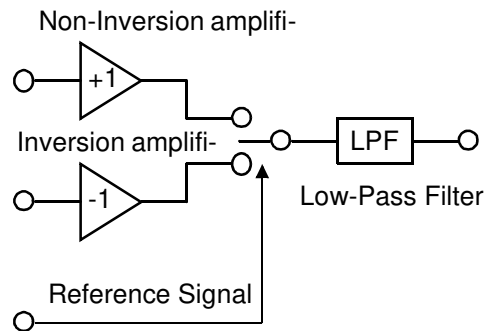 Non-Inversion amplifi-
+1
Inversion amplifi-
LPF
-1
Low-Pass Filter
Reference Signal